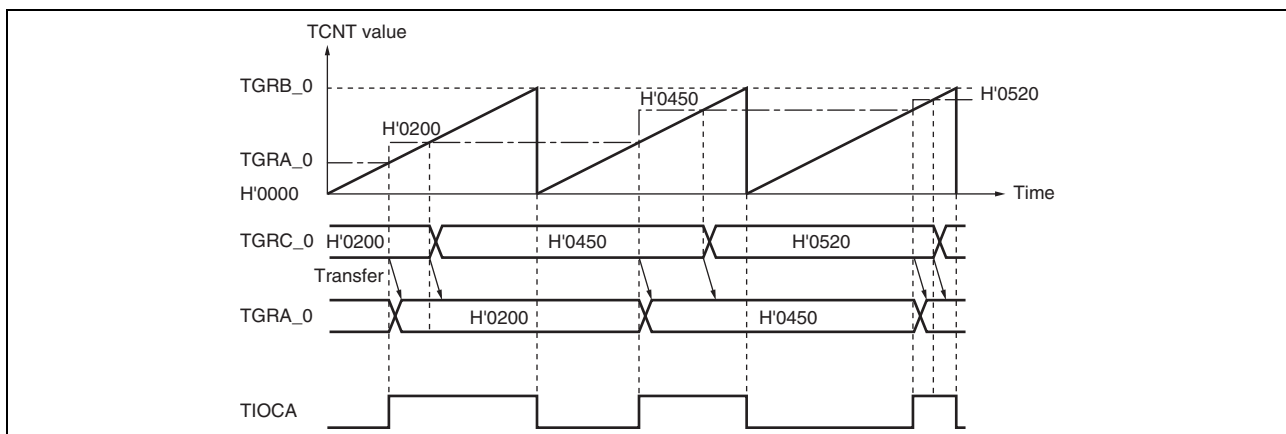 TCNT value
TGRB_0
H'0450
H'0520
H'0200
TGRA_0
H'0000
Time
TGRC_0
H'0200
H'0450
H'0520
Transfer
TGRA_0
H'0200
H'0450
TIOCA